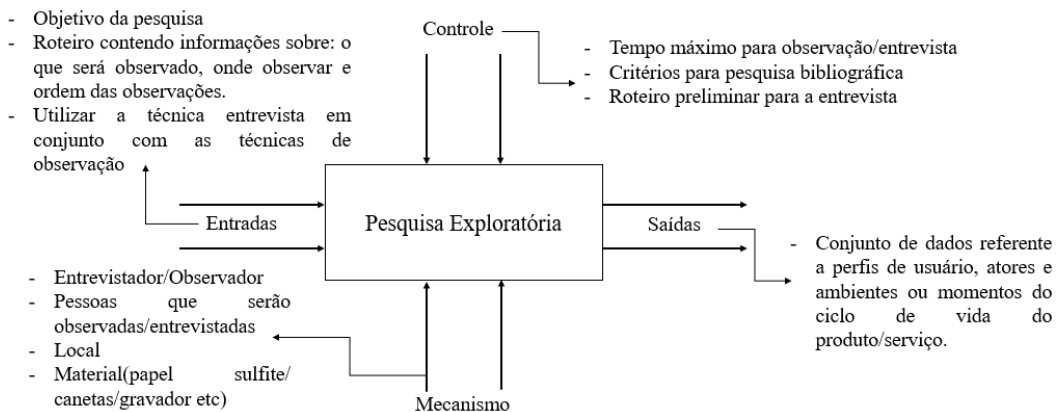 - Objetivo da pesquisa
- Roteiro contendo informações sobre: o
que será observado, onde observar e
ordem das observações.
- Utilizar a técnica entrevista em
conjunto com as técnicas de
observação
Controle
- Tempo máximo para observação/entrevista
- Critérios para pesquisa bibliográfica
- Roteiro preliminar para a entrevista
Entradas
Pesquisa Exploratória
Saídas
- Conjunto de dados referente
a perfis de usuário, atores e
ambientes ou momentos do
ciclo de vida do
produto/serviço.
- Entrevistador/Observador
- Pessoas que serão
observadas/entrevistadas
- Local
- Material(papel sulfite/
canetas/gravador etc)
Mecanismo